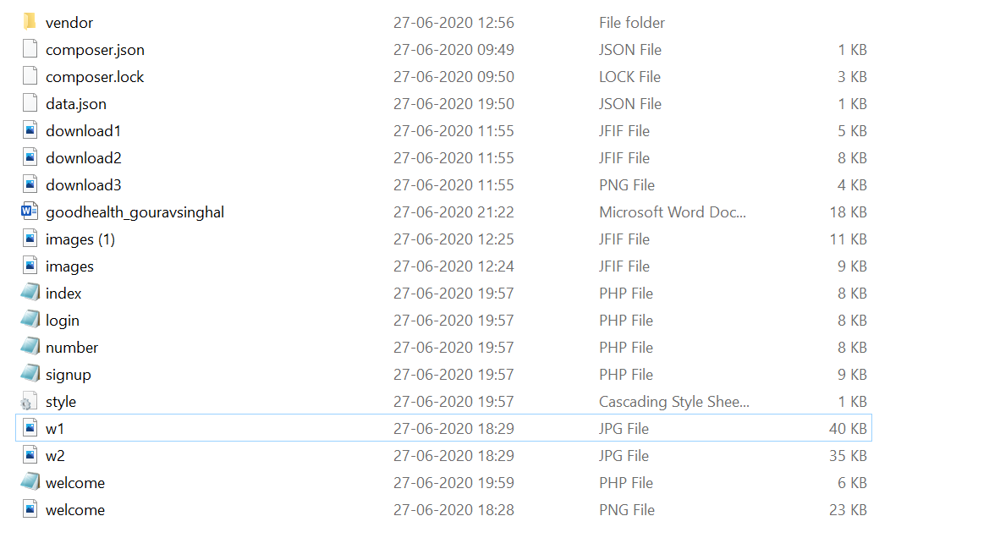 vendor 27-06-2020 12:56 File folder
composer.json 27-06-2020 09:49 JSON File 1 KB
composer.lock 27-06-2020 09:50 LOCK File 3 KB
data.json 27-06-2020 19:50 JSON File 1 KB
download1 27-06-2020 11:55 JFIF File 5 KB
download2 27-06-2020 11:55 JFIF File 8 KB
download3 27-06-2020 11:55 PNG File 4 KB
goodhealth_gouravsinghal 27-06-2020 21:22 Microsoft Word Doc... 18 KB
images (1) 27-06-2020 12:25 JFIF File 11 KB
images 27-06-2020 12:24 JFIF File 9 KB
index 27-06-2020 19:57 PHP File 8 KB
login 27-06-2020 19:57 PHP File 8 KB
number 27-06-2020 19:57 PHP File 8 KB
signup 27-06-2020 19:57 PHP File 9 KB
style 27-06-2020 19:57 Cascading Style Shee... 1 KB
w1 27-06-2020 18:29 JPG File 40 KB
w2 27-06-2020 18:29 JPG File 35 KB
welcome 27-06-2020 19:59 PHP File 6 KB
welcome 27-06-2020 18:28 PNG File 23 KB